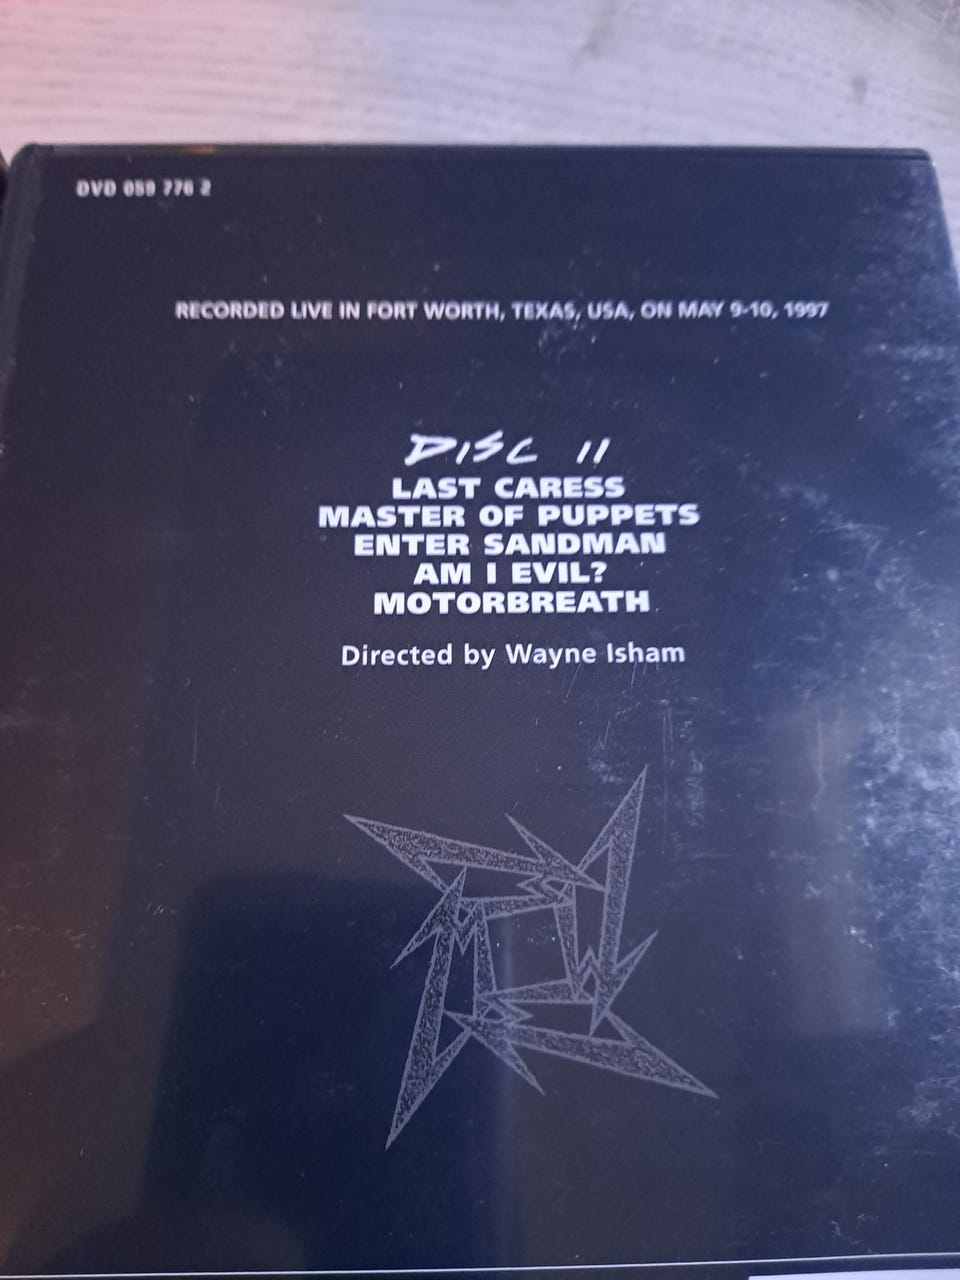 DVD 059 776 2
RECORDED LIVE IN FORT WORTH, TEXAS, USA, ON MAY 9-10, 1997
DISC II
LAST CARESS
MASTER OF PUPPETS
ENTER SANDMAN
AM I EVIL?
MOTORBREATH
Directed by Wayne Isham